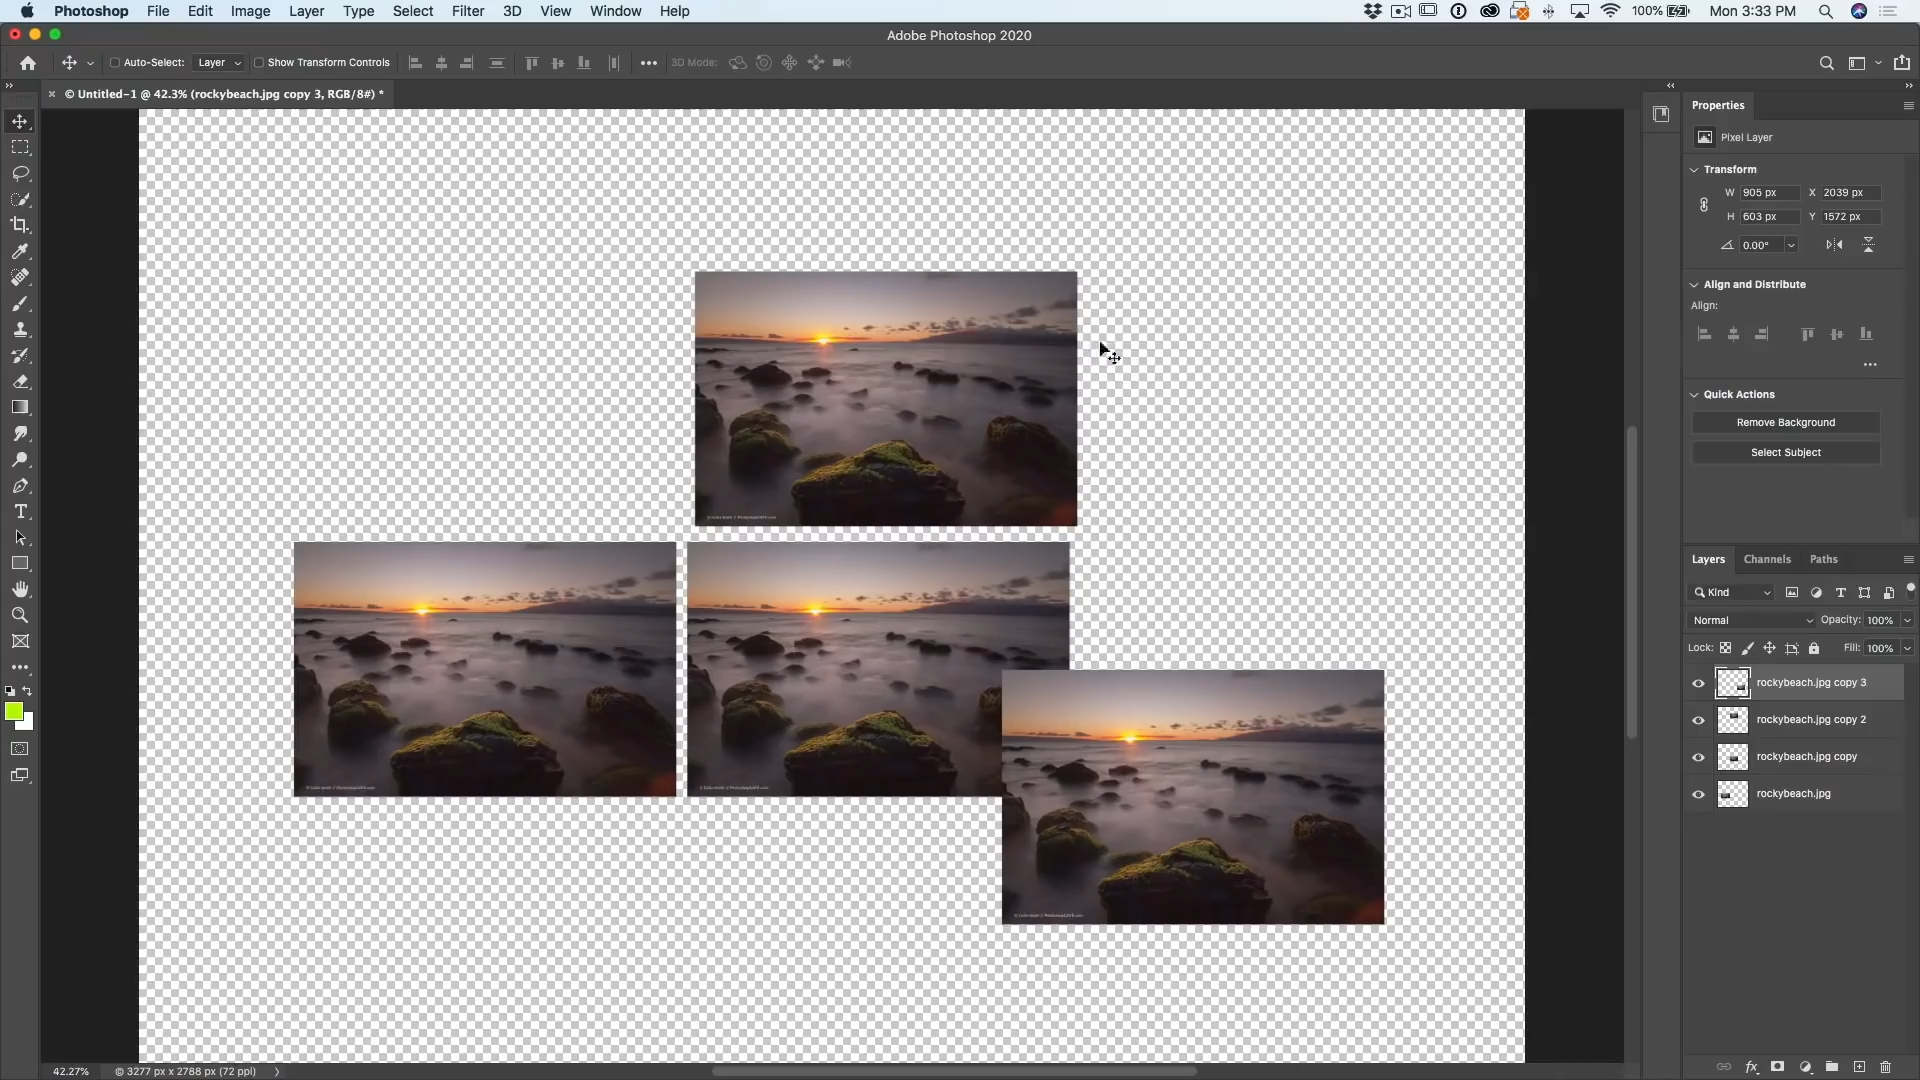 Photoshop File Edit Image Layer Type Select Filter 3D View Window Help 100% Mon 3:33 PM
Adobe Photoshop 2020
Auto-Select: Layer Show Transform Controls 3D Mode:
© Untitled-1 @ 42.3% (rockybeach.jpg copy 3, RGB/8#) *
Properties
Pixel Layer
Transform
W 905 px X 2039 px
H 603 px Y 1572 px
0.00°
Align and Distribute
Align:
Quick Actions
Remove Background
Select Subject
Layers Channels Paths
Kind
Normal Opacity: 100%
Lock: Fill: 100%
rockybeach.jpg copy 3
rockybeach.jpg copy 2
rockybeach.jpg copy
rockybeach.jpg
42.27% © 3277 px x 2788 px (72 ppi)